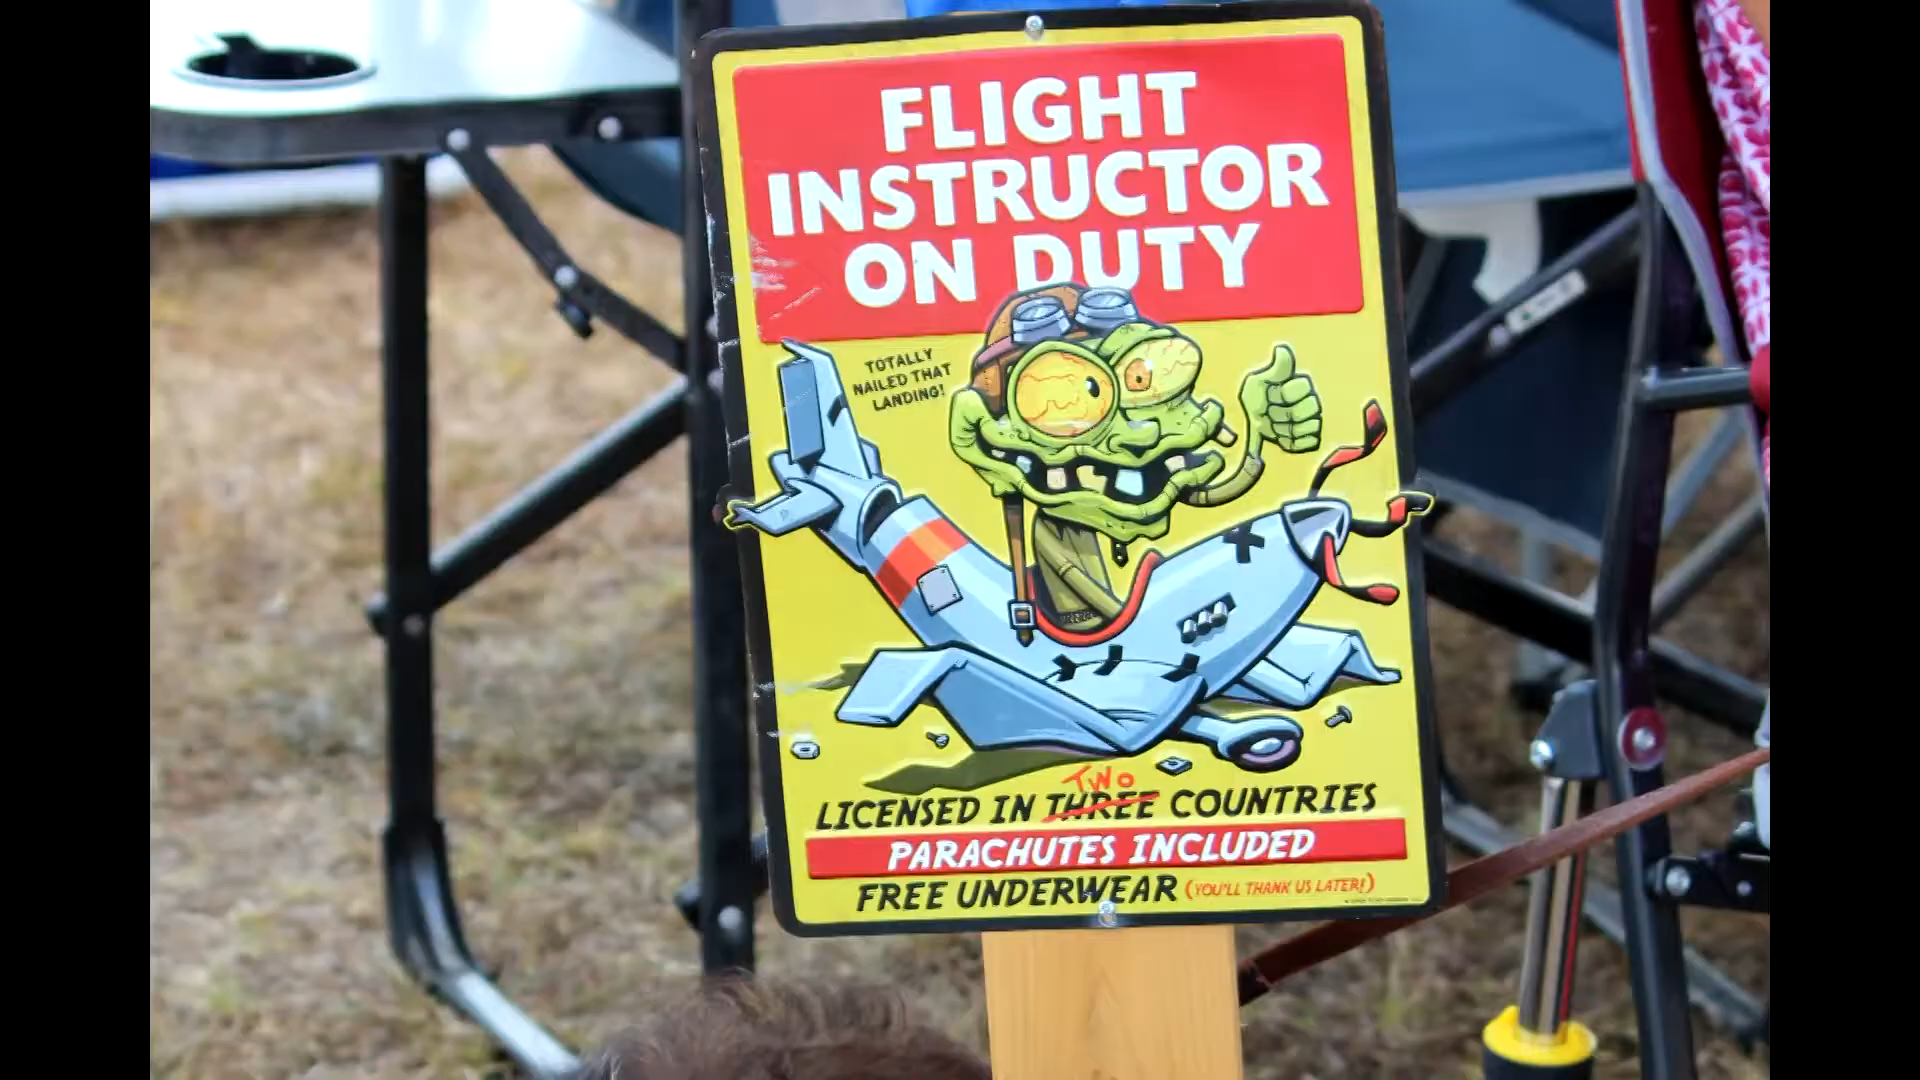 FLIGHT
INSTRUCTOR
ON DUTY
TOTALLY
NAILED THAT
LANDING!
TWO
LICENSED IN THREE COUNTRIES
PARACHUTES INCLUDED
FREE UNDERWEAR (YOU'LL THANK US LATER!)